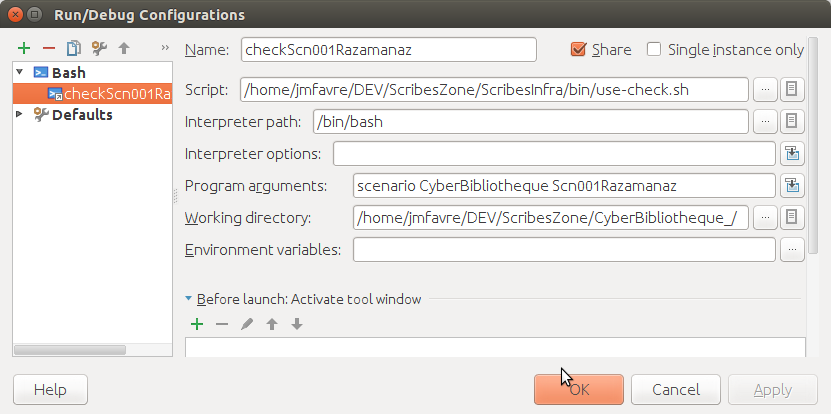 Run/Debug Configurations
Name: checkScn001Razamanaz Share Single instance only
Bash
checkScn001Ra
Defaults
Script: /home/jmfavre/DEV/ScribesZone/ScribesInfra/bin/use-check.sh ...
Interpreter path: /bin/bash ...
Interpreter options:
Program arguments: scenario CyberBibliotheque Scn001Razamanaz
Working directory: /home/jmfavre/DEV/ScribesZone/CyberBibliotheque_/ ...
Environment variables: ...
Before launch: Activate tool window
Help OK Cancel Apply